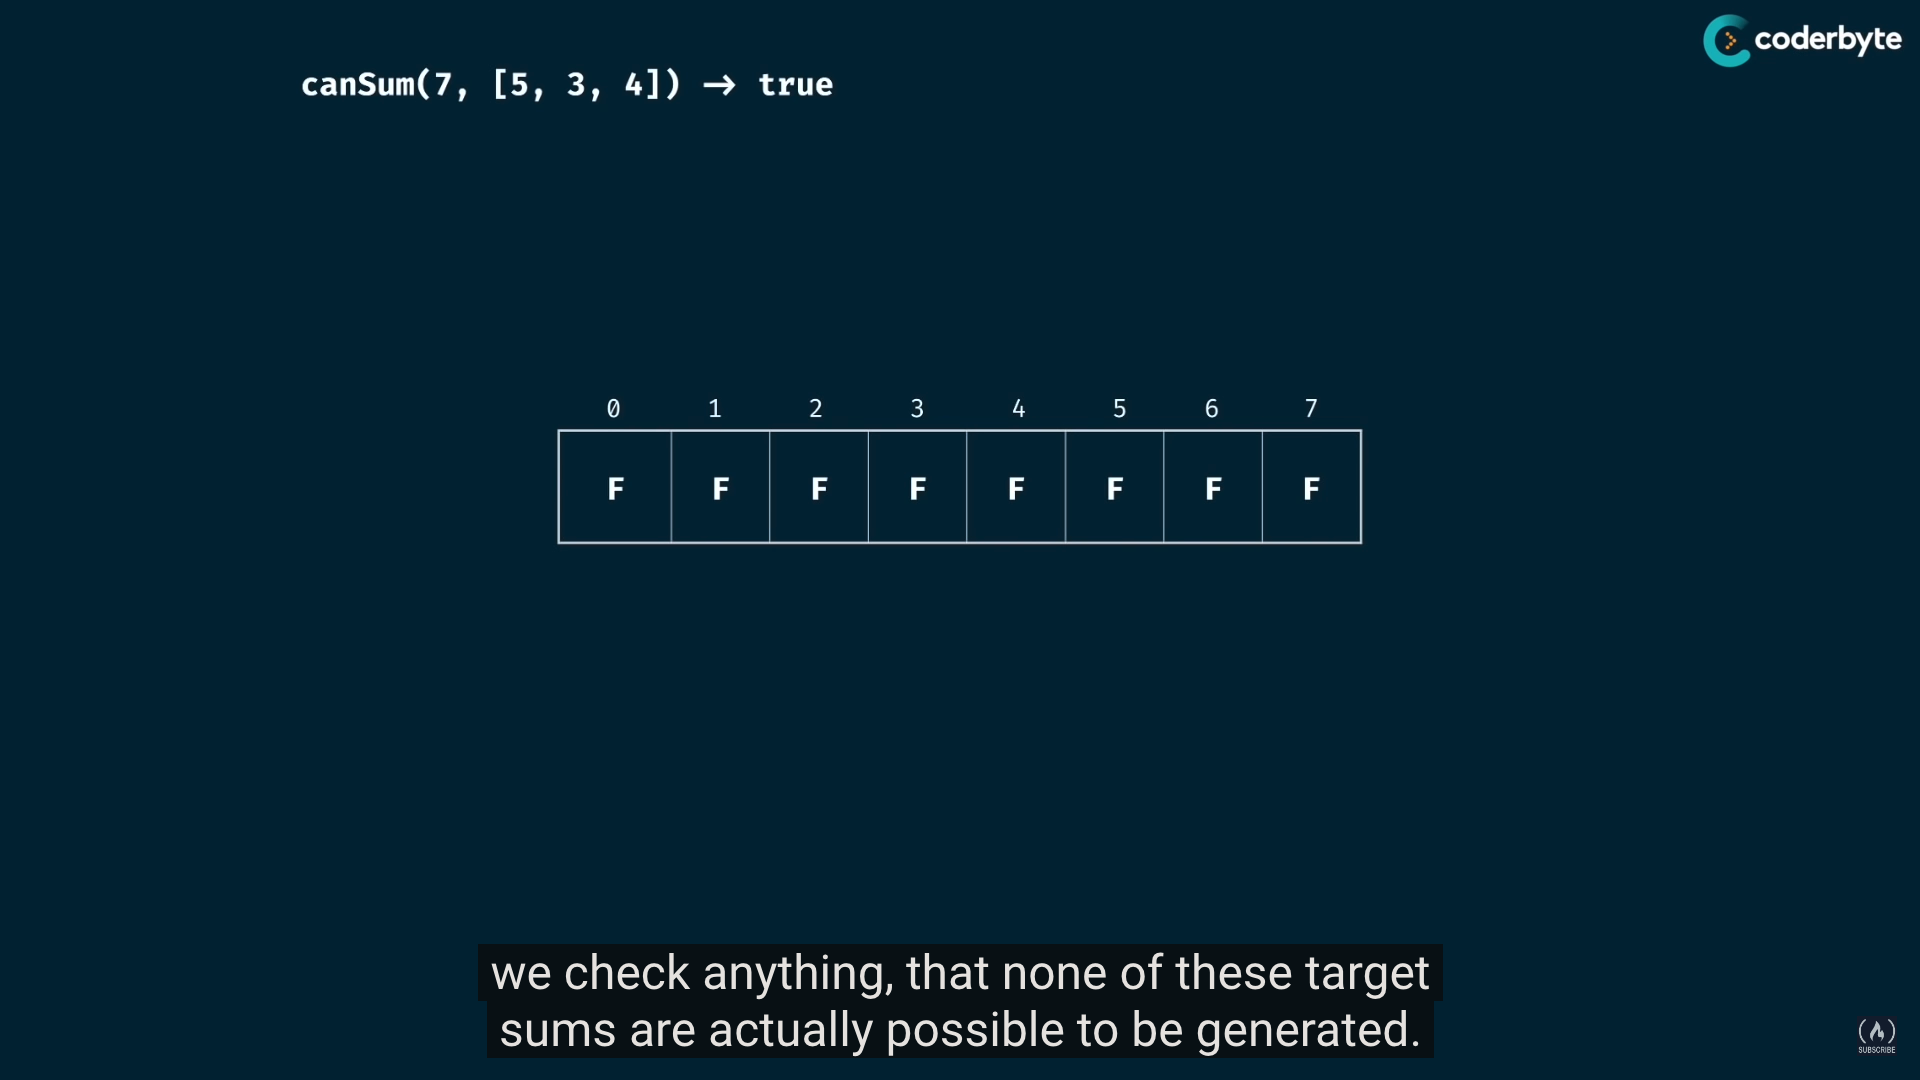 coderbyte
canSum(7, [5, 3, 4]) → true
0 1 2 3 4 5 6 7
F F F F F F F F
we check anything, that none of these target
sums are actually possible to be generated.
SUBSCRIBE